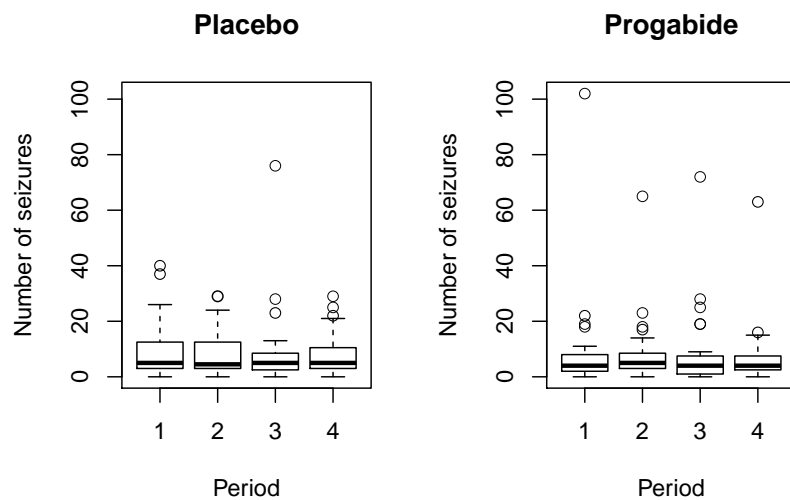 Placebo
Number of seizures
0
20
40
60
80
100
1 2 3 4
Period
Progabide
Number of seizures
0
20
40
60
80
100
1 2 3 4
Period